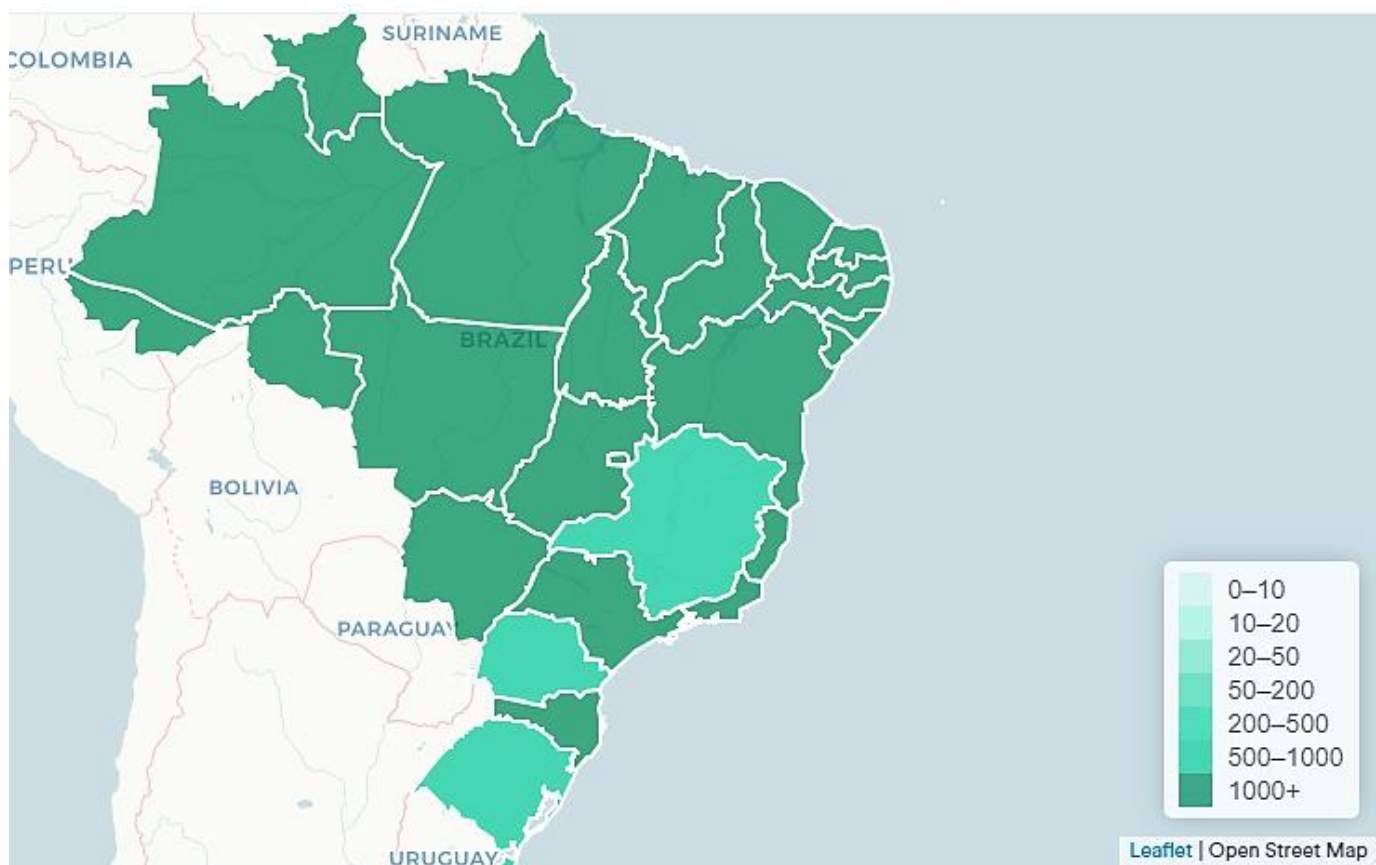 SURINAME
COLOMBIA
PERU
BRAZIL
BOLIVIA
PARAGUAY
0–10
10–20
20–50
50–200
200–500
500–1000
1000+
URUGUAY
Leaflet | Open Street Map